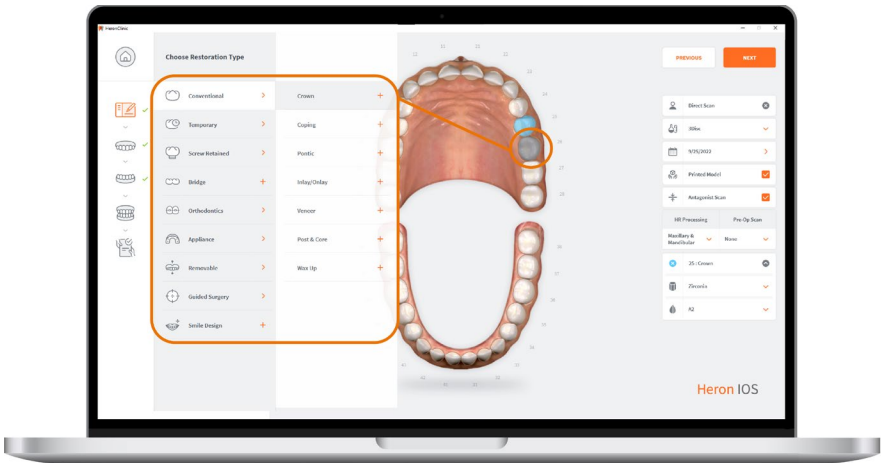 HeronClinic
Choose Restoration Type
PREVIOUS
NEXT
Conventional
Crown
Temporary
Coping
Screw Retained
Pontic
Bridge
Inlay/Onlay
Orthodontics
Veneer
Appliance
Post & Core
Removable
Wax Up
Guided Surgery
Smile Design
Direct Scan
3Disc
9/26/2022
Printed Model
Antagonist Scan
HR Processing
Pre-Op Scan
Maxillary &
Mandibular
None
25 : Crown
Zirconia
A2
Heron IOS